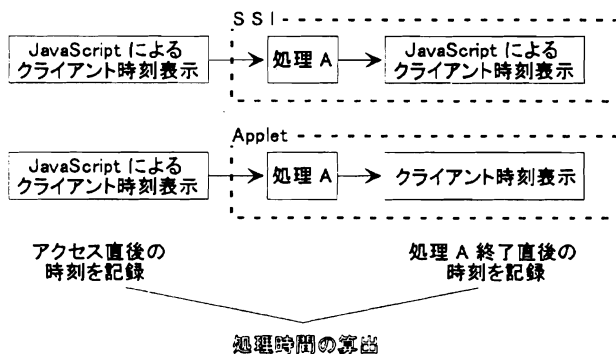 SSI
JavaScript による
クライアント時刻表示
処理 A
JavaScript による
クライアント時刻表示
Applet
JavaScript による
クライアント時刻表示
処理 A
クライアント時刻表示
アクセス直後の
時刻を記録
処理 A 終了直後の
時刻を記録
処理時間の算出